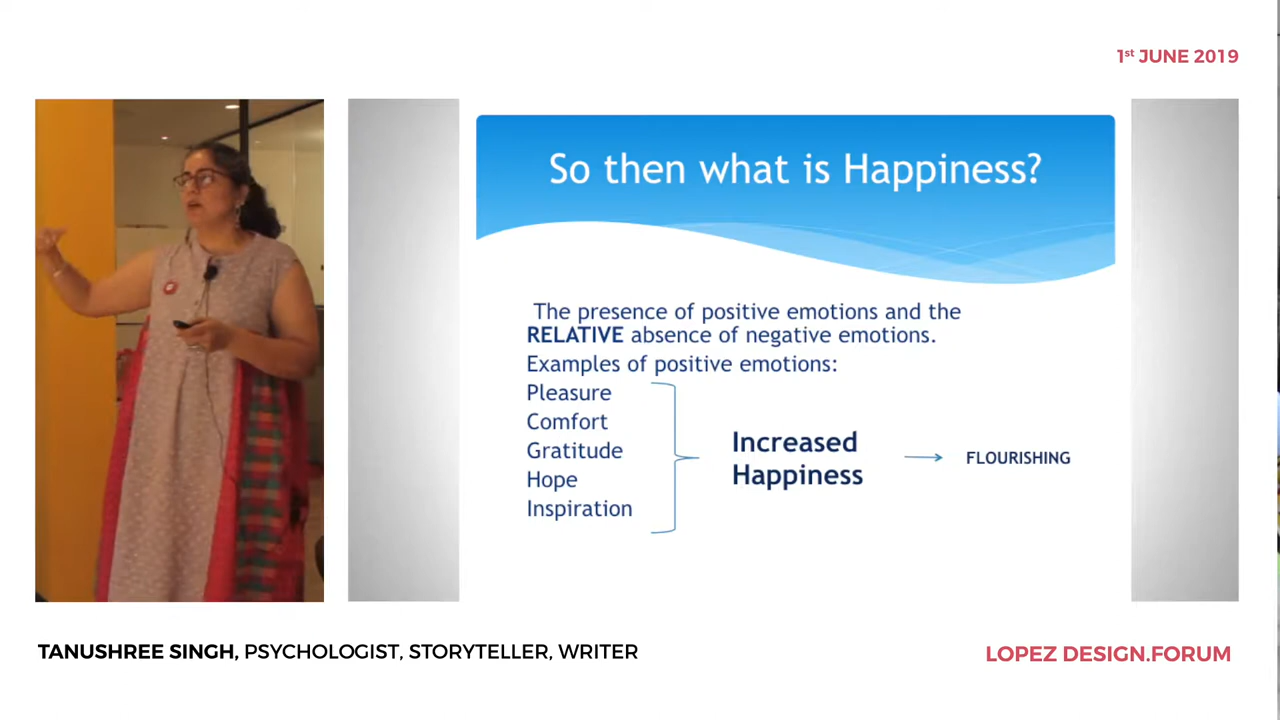 1st JUNE 2019
So then what is Happiness?
The presence of positive emotions and the
RELATIVE absence of negative emotions.
Examples of positive emotions:
Pleasure
Comfort
Gratitude
Hope
Inspiration
Increased
Happiness
FLOURISHING
TANUSHREE SINGH, PSYCHOLOGIST, STORYTELLER, WRITER
LOPEZ DESIGN.FORUM